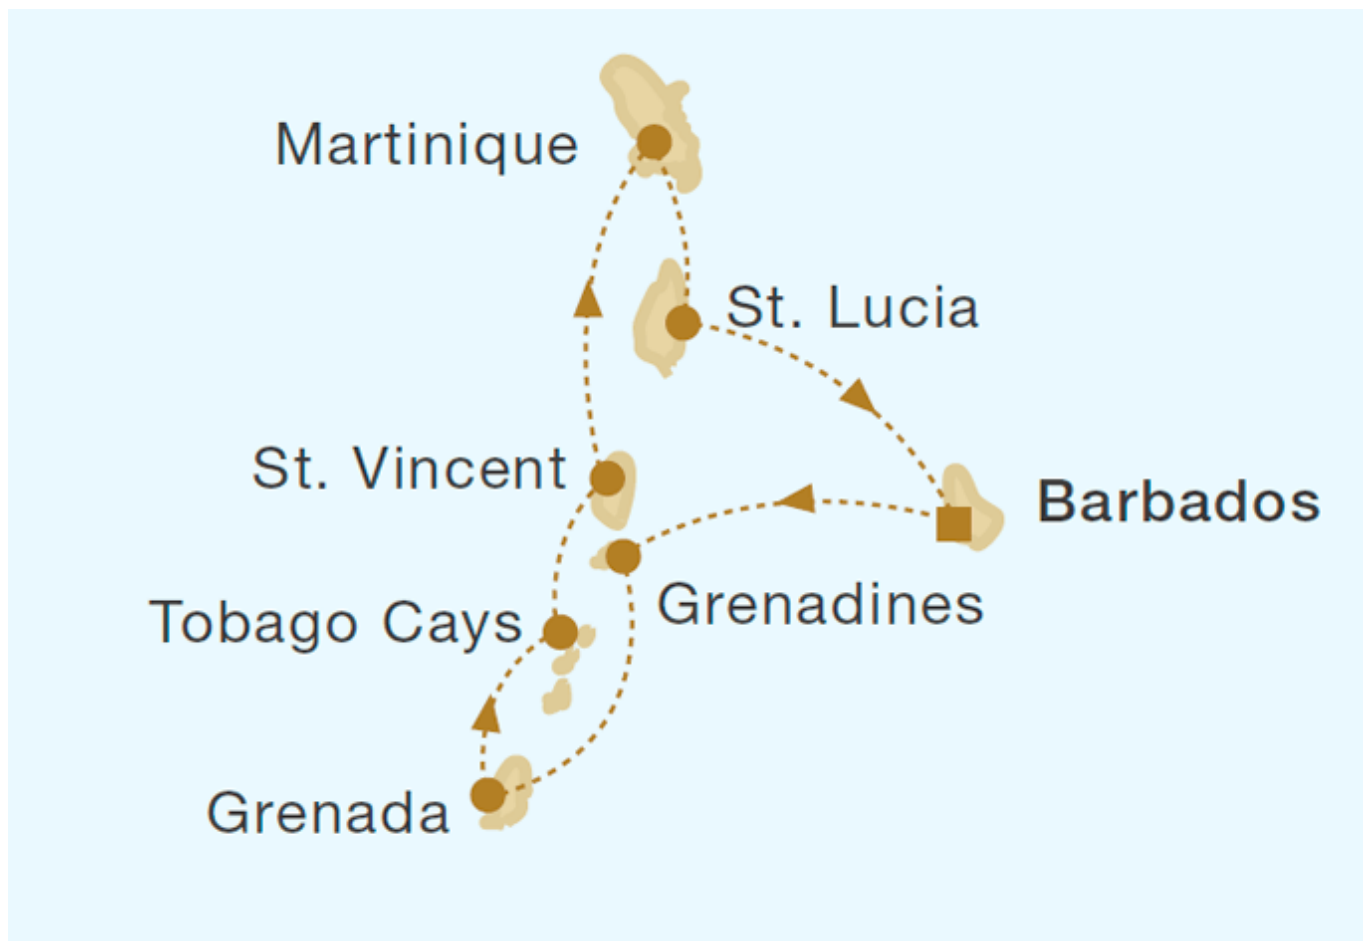 Martinique
St. Lucia
St. Vincent
Barbados
Grenadines
Tobago Cays
Grenada